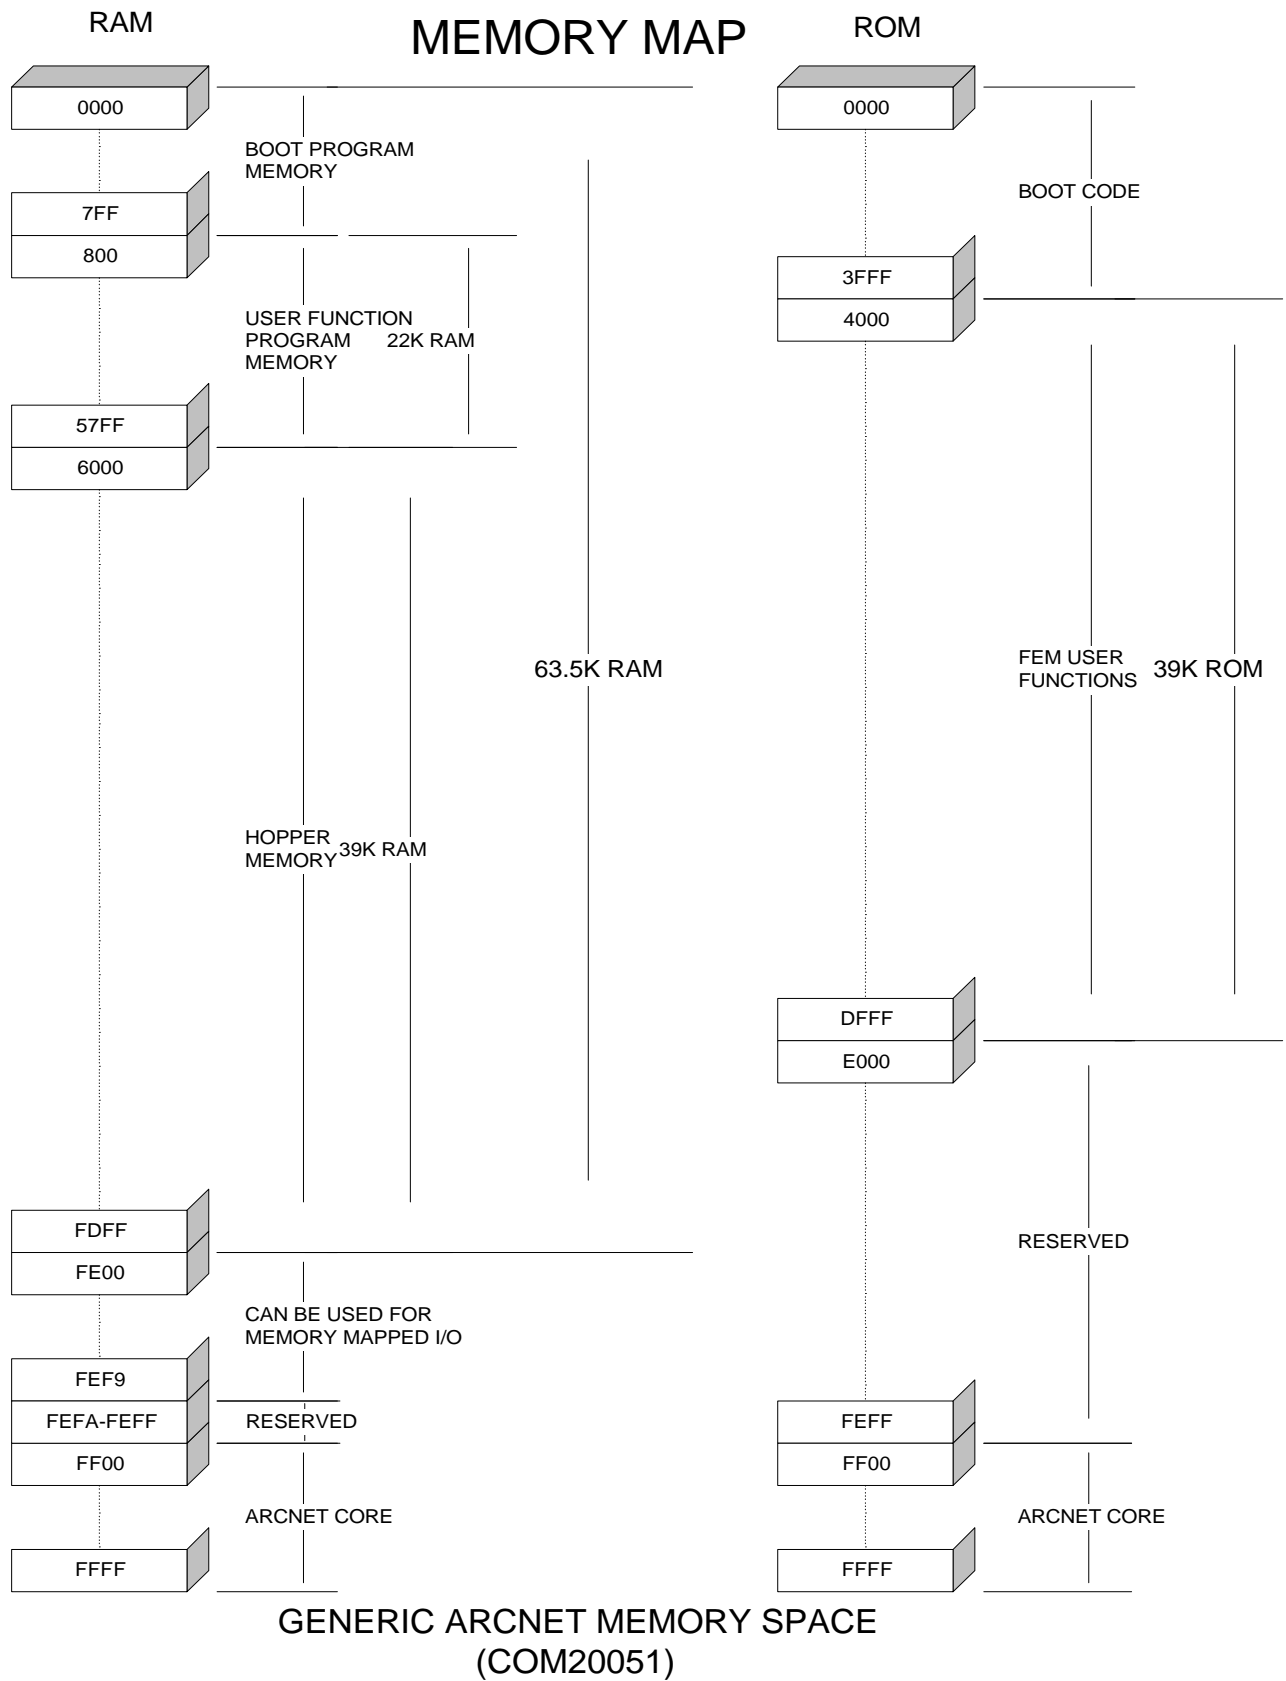 RAM
MEMORY MAP
ROM
0000
BOOT PROGRAM
MEMORY
7FF
800
USER FUNCTION
PROGRAM 22K RAM
MEMORY
57FF
6000
63.5K RAM
HOPPER
MEMORY 39K RAM
FDFF
FE00
CAN BE USED FOR
MEMORY MAPPED I/O
FEF9
FEFA-FEFF RESERVED
FF00
ARCNET CORE
FFFF
0000
BOOT CODE
3FFF
4000
FEM USER
FUNCTIONS 39K ROM
DFFF
E000
RESERVED
FEFF
FF00
ARCNET CORE
FFFF
GENERIC ARCNET MEMORY SPACE
(COM20051)